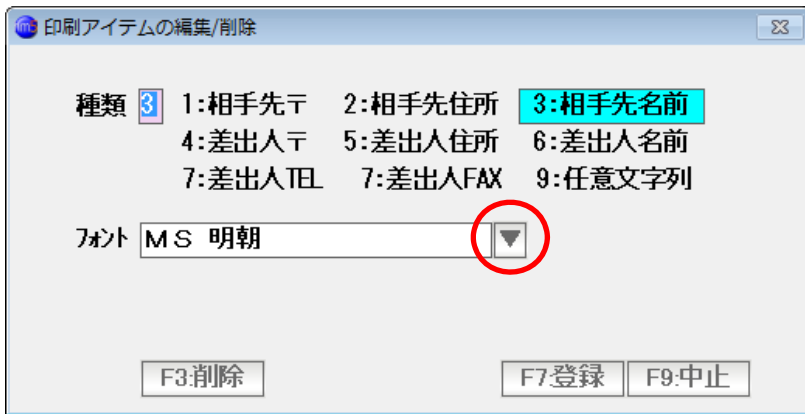 印刷アイテムの編集/削除
種類 3 1:相手先〒 2:相手先住所 3:相手先名前
4:差出人〒 5:差出人住所 6:差出人名前
7:差出人TEL 7:差出人FAX 9:任意文字列
フォント ＭＳ 明朝 ▼
F3:削除 F7:登録 F9:中止